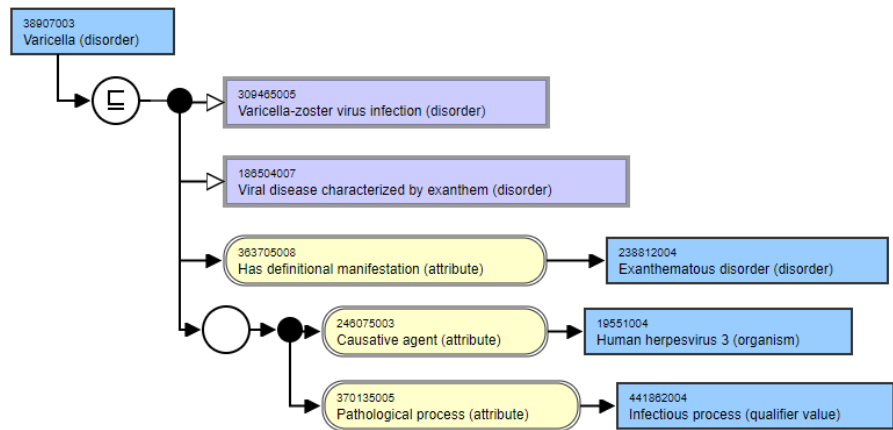 38907003
Varicella (disorder)
⊑
309465005
Varicella-zoster virus infection (disorder)
186504007
Viral disease characterized by exanthem (disorder)
363705008
Has definitional manifestation (attribute)
238812004
Exanthematous disorder (disorder)
246075003
Causative agent (attribute)
19551004
Human herpesvirus 3 (organism)
370135005
Pathological process (attribute)
441862004
Infectious process (qualifier value)